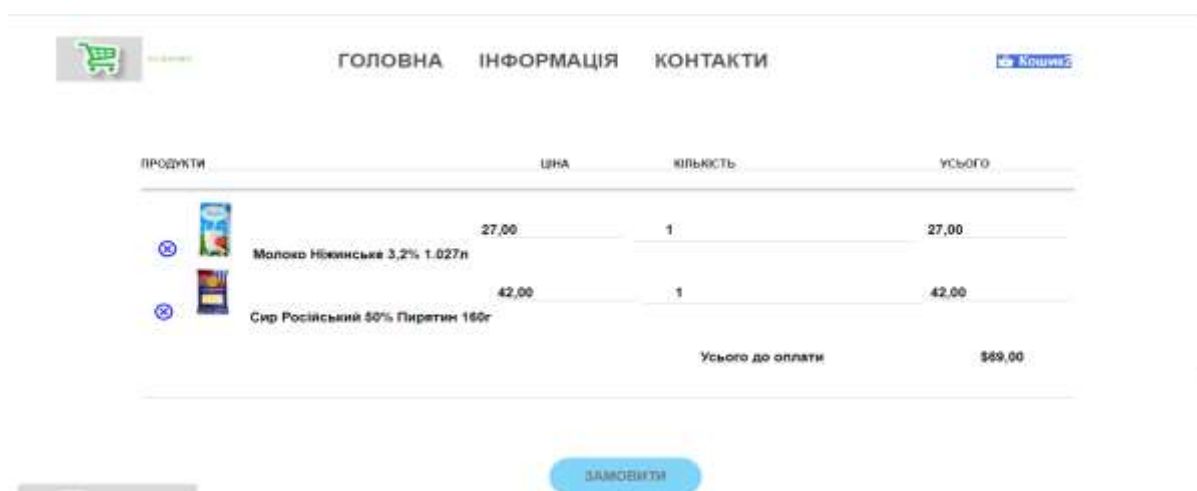 ГОЛОВНА ІНФОРМАЦІЯ КОНТАКТИ Кошик2
ПРОДУКТИ ЦІНА КІЛЬКІСТЬ УСЬОГО
27,00 1 27,00
Молоко Ніжинське 3,2% 1.027л
42,00 1 42,00
Сир Російський 50% Пирятин 160г
Усього до оплати $69,00
ЗАМОВИТИ